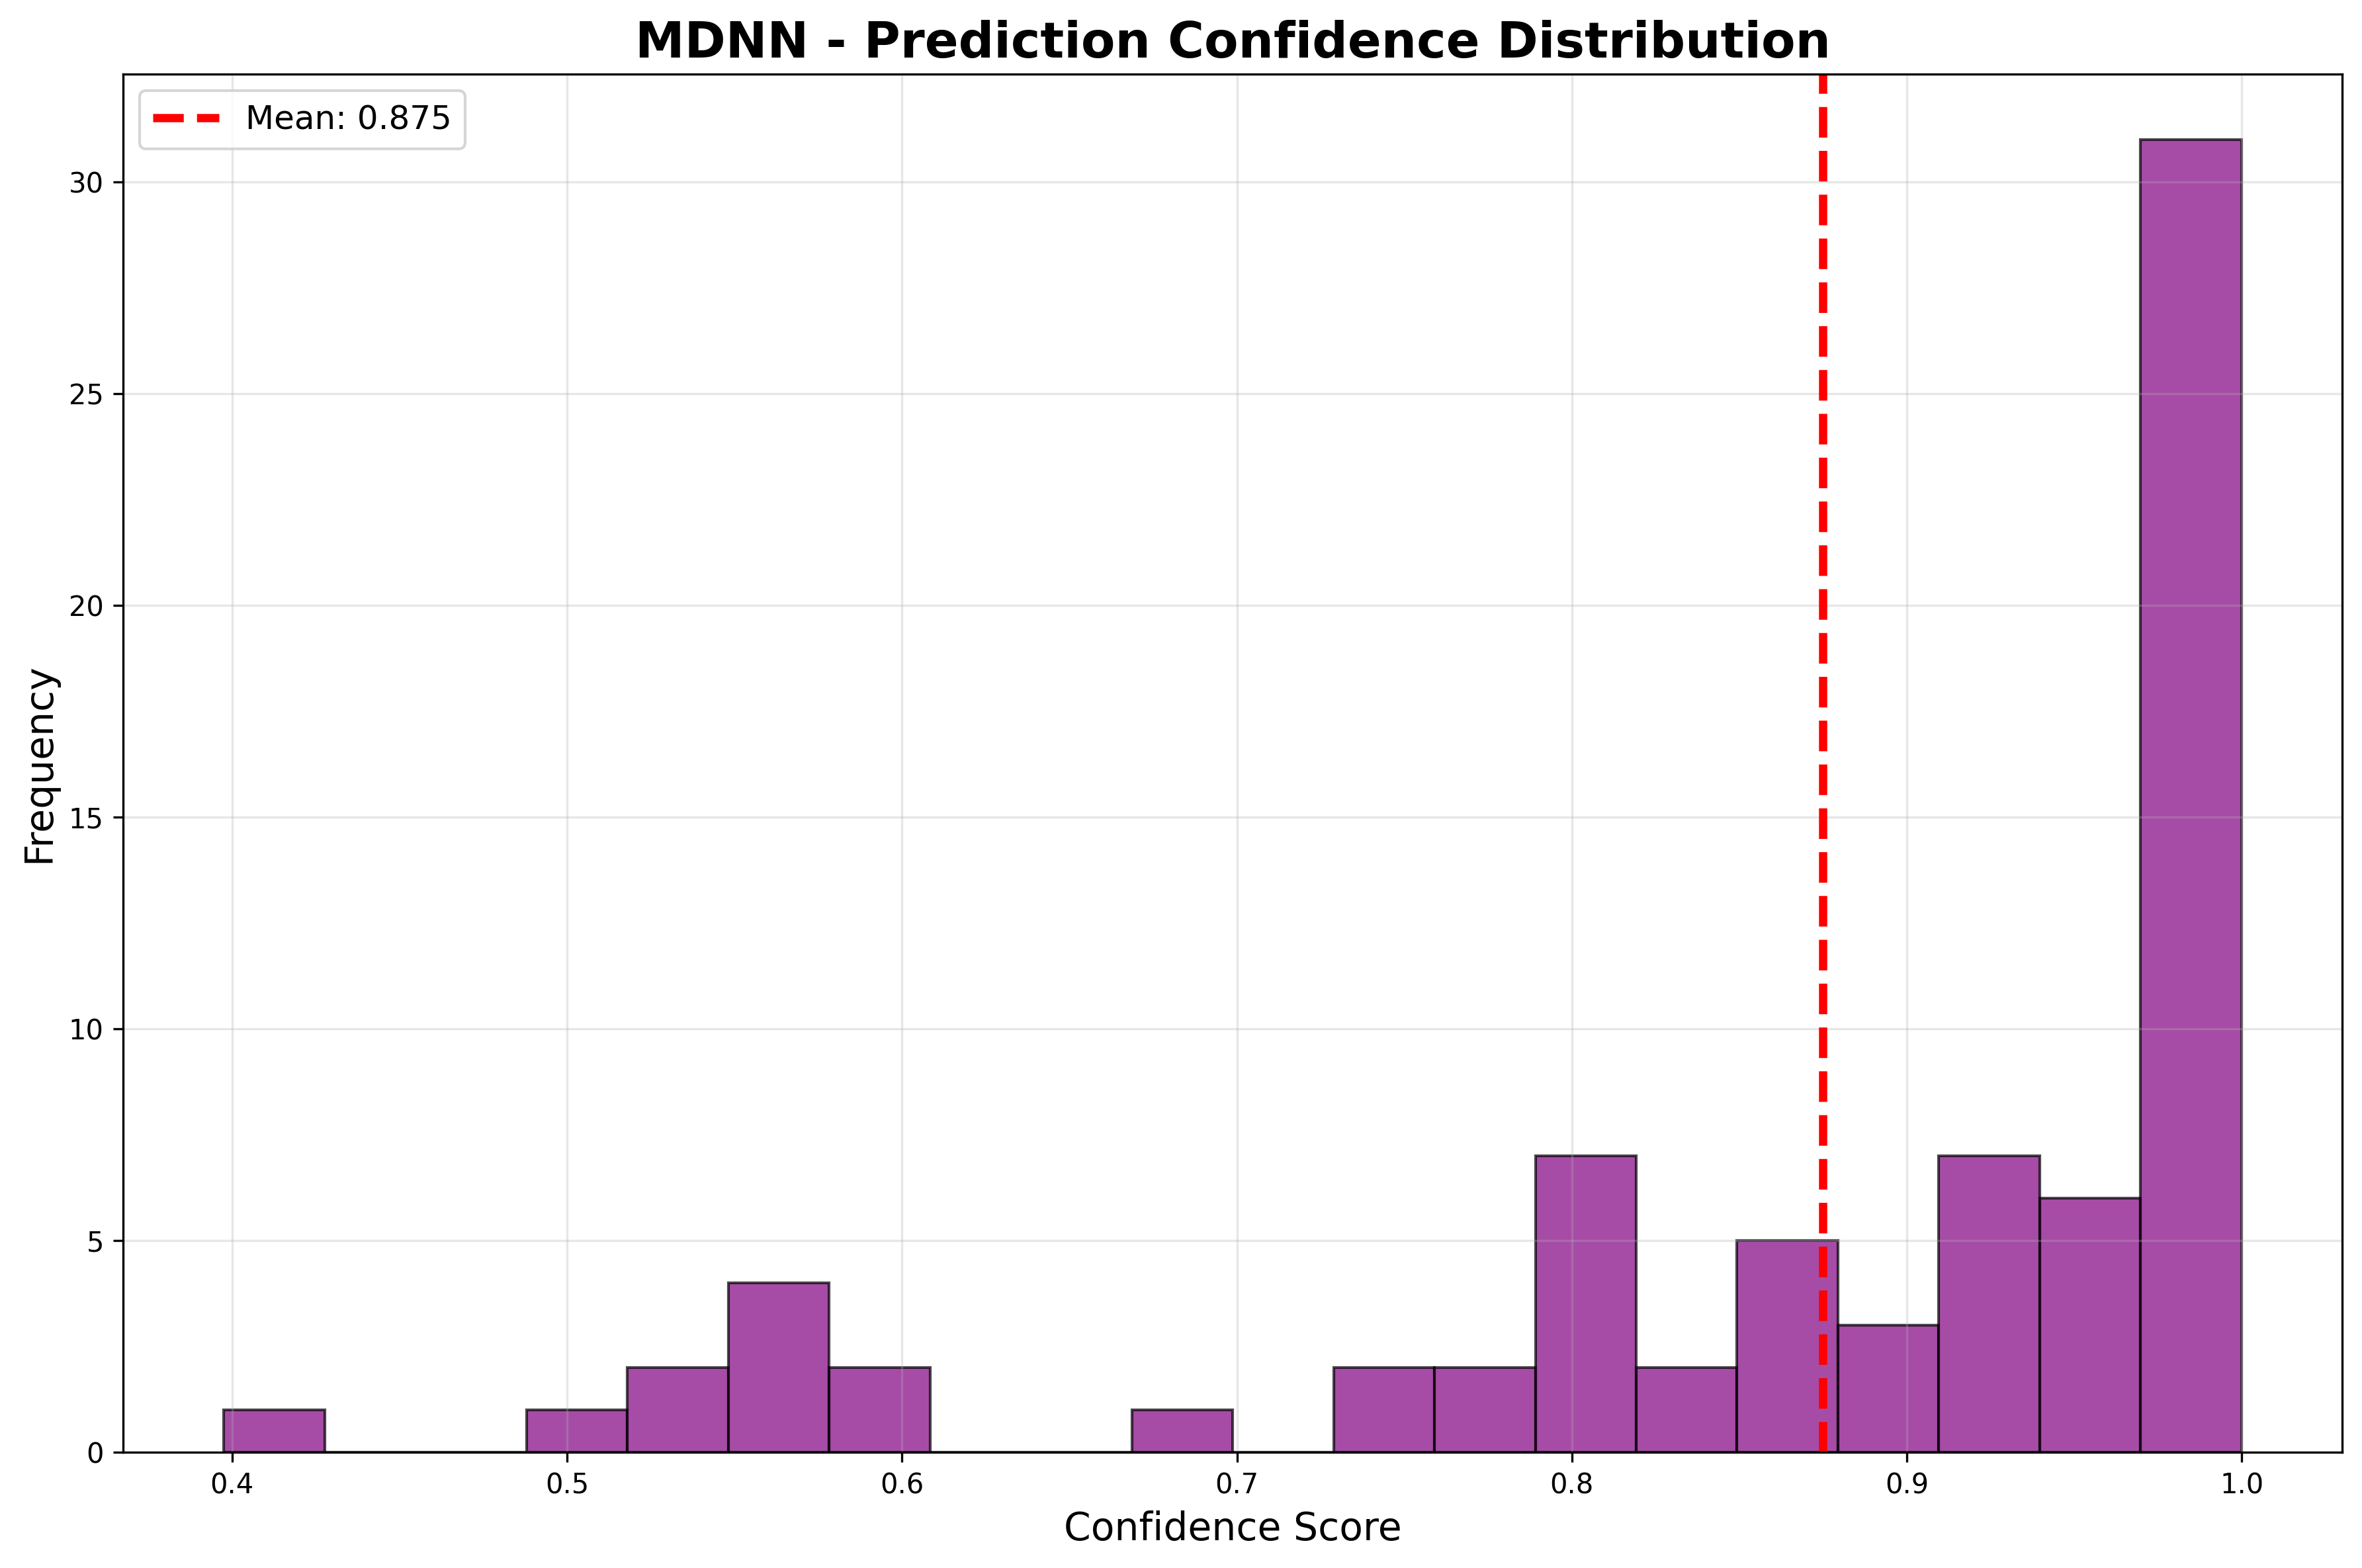 MDNN - Prediction Confidence Distribution
Mean: 0.875
Frequency
30
25
20
15
10
5
0
0.4 0.5 0.6 0.7 0.8 0.9 1.0
Confidence Score